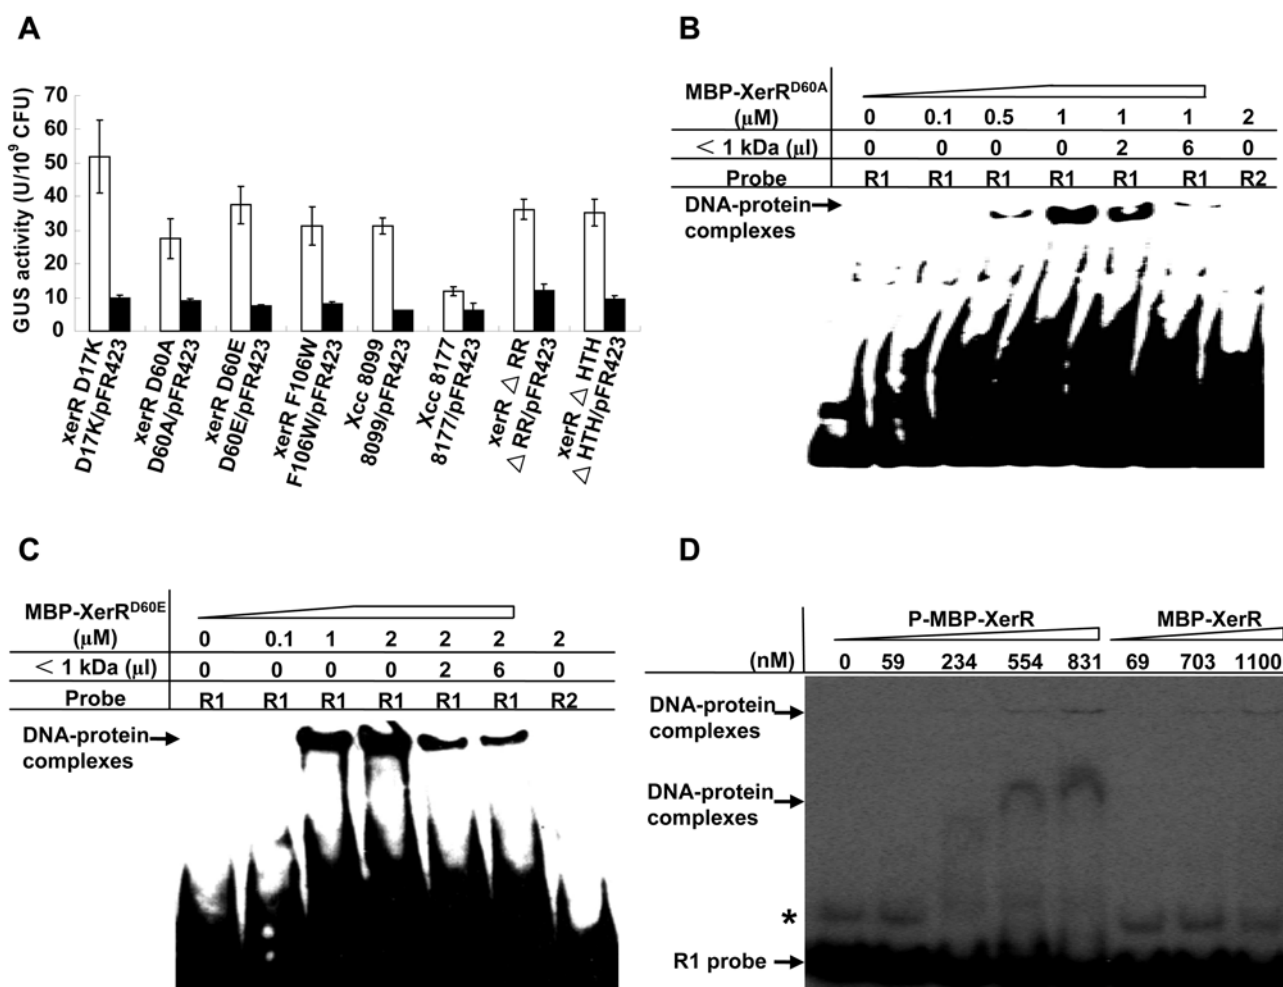 A
GUS activity (U/10⁹ CFU)
70
60
50
40
30
20
10
0
xerR D17K
D17K/pFR423
xerR D60A
D60A/pFR423
xerR D60E
D60E/pFR423
xerR F106W
F106W/pFR423
Xcc 8099
8099/pFR423
Xcc 8177
8177/pFR423
xerR △ RR
△ RR/pFR423
xerR △ HTH
△ HTH/pFR423
B
MBP-XerRᴰ⁶⁰ᴬ
(μM) 0 0.1 0.5 1 1 1 2
< 1 kDa (μl) 0 0 0 0 2 6 0
Probe R1 R1 R1 R1 R1 R1 R2
DNA-protein
complexes
C
MBP-XerRᴰ⁶⁰ᴱ
(μM) 0 0.1 1 2 2 2 2
< 1 kDa (μl) 0 0 0 0 2 6 0
Probe R1 R1 R1 R1 R1 R1 R2
DNA-protein
complexes
D
P-MBP-XerR MBP-XerR
(nM) 0 59 234 554 831 69 703 1100
DNA-protein
complexes
DNA-protein
complexes
*
R1 probe